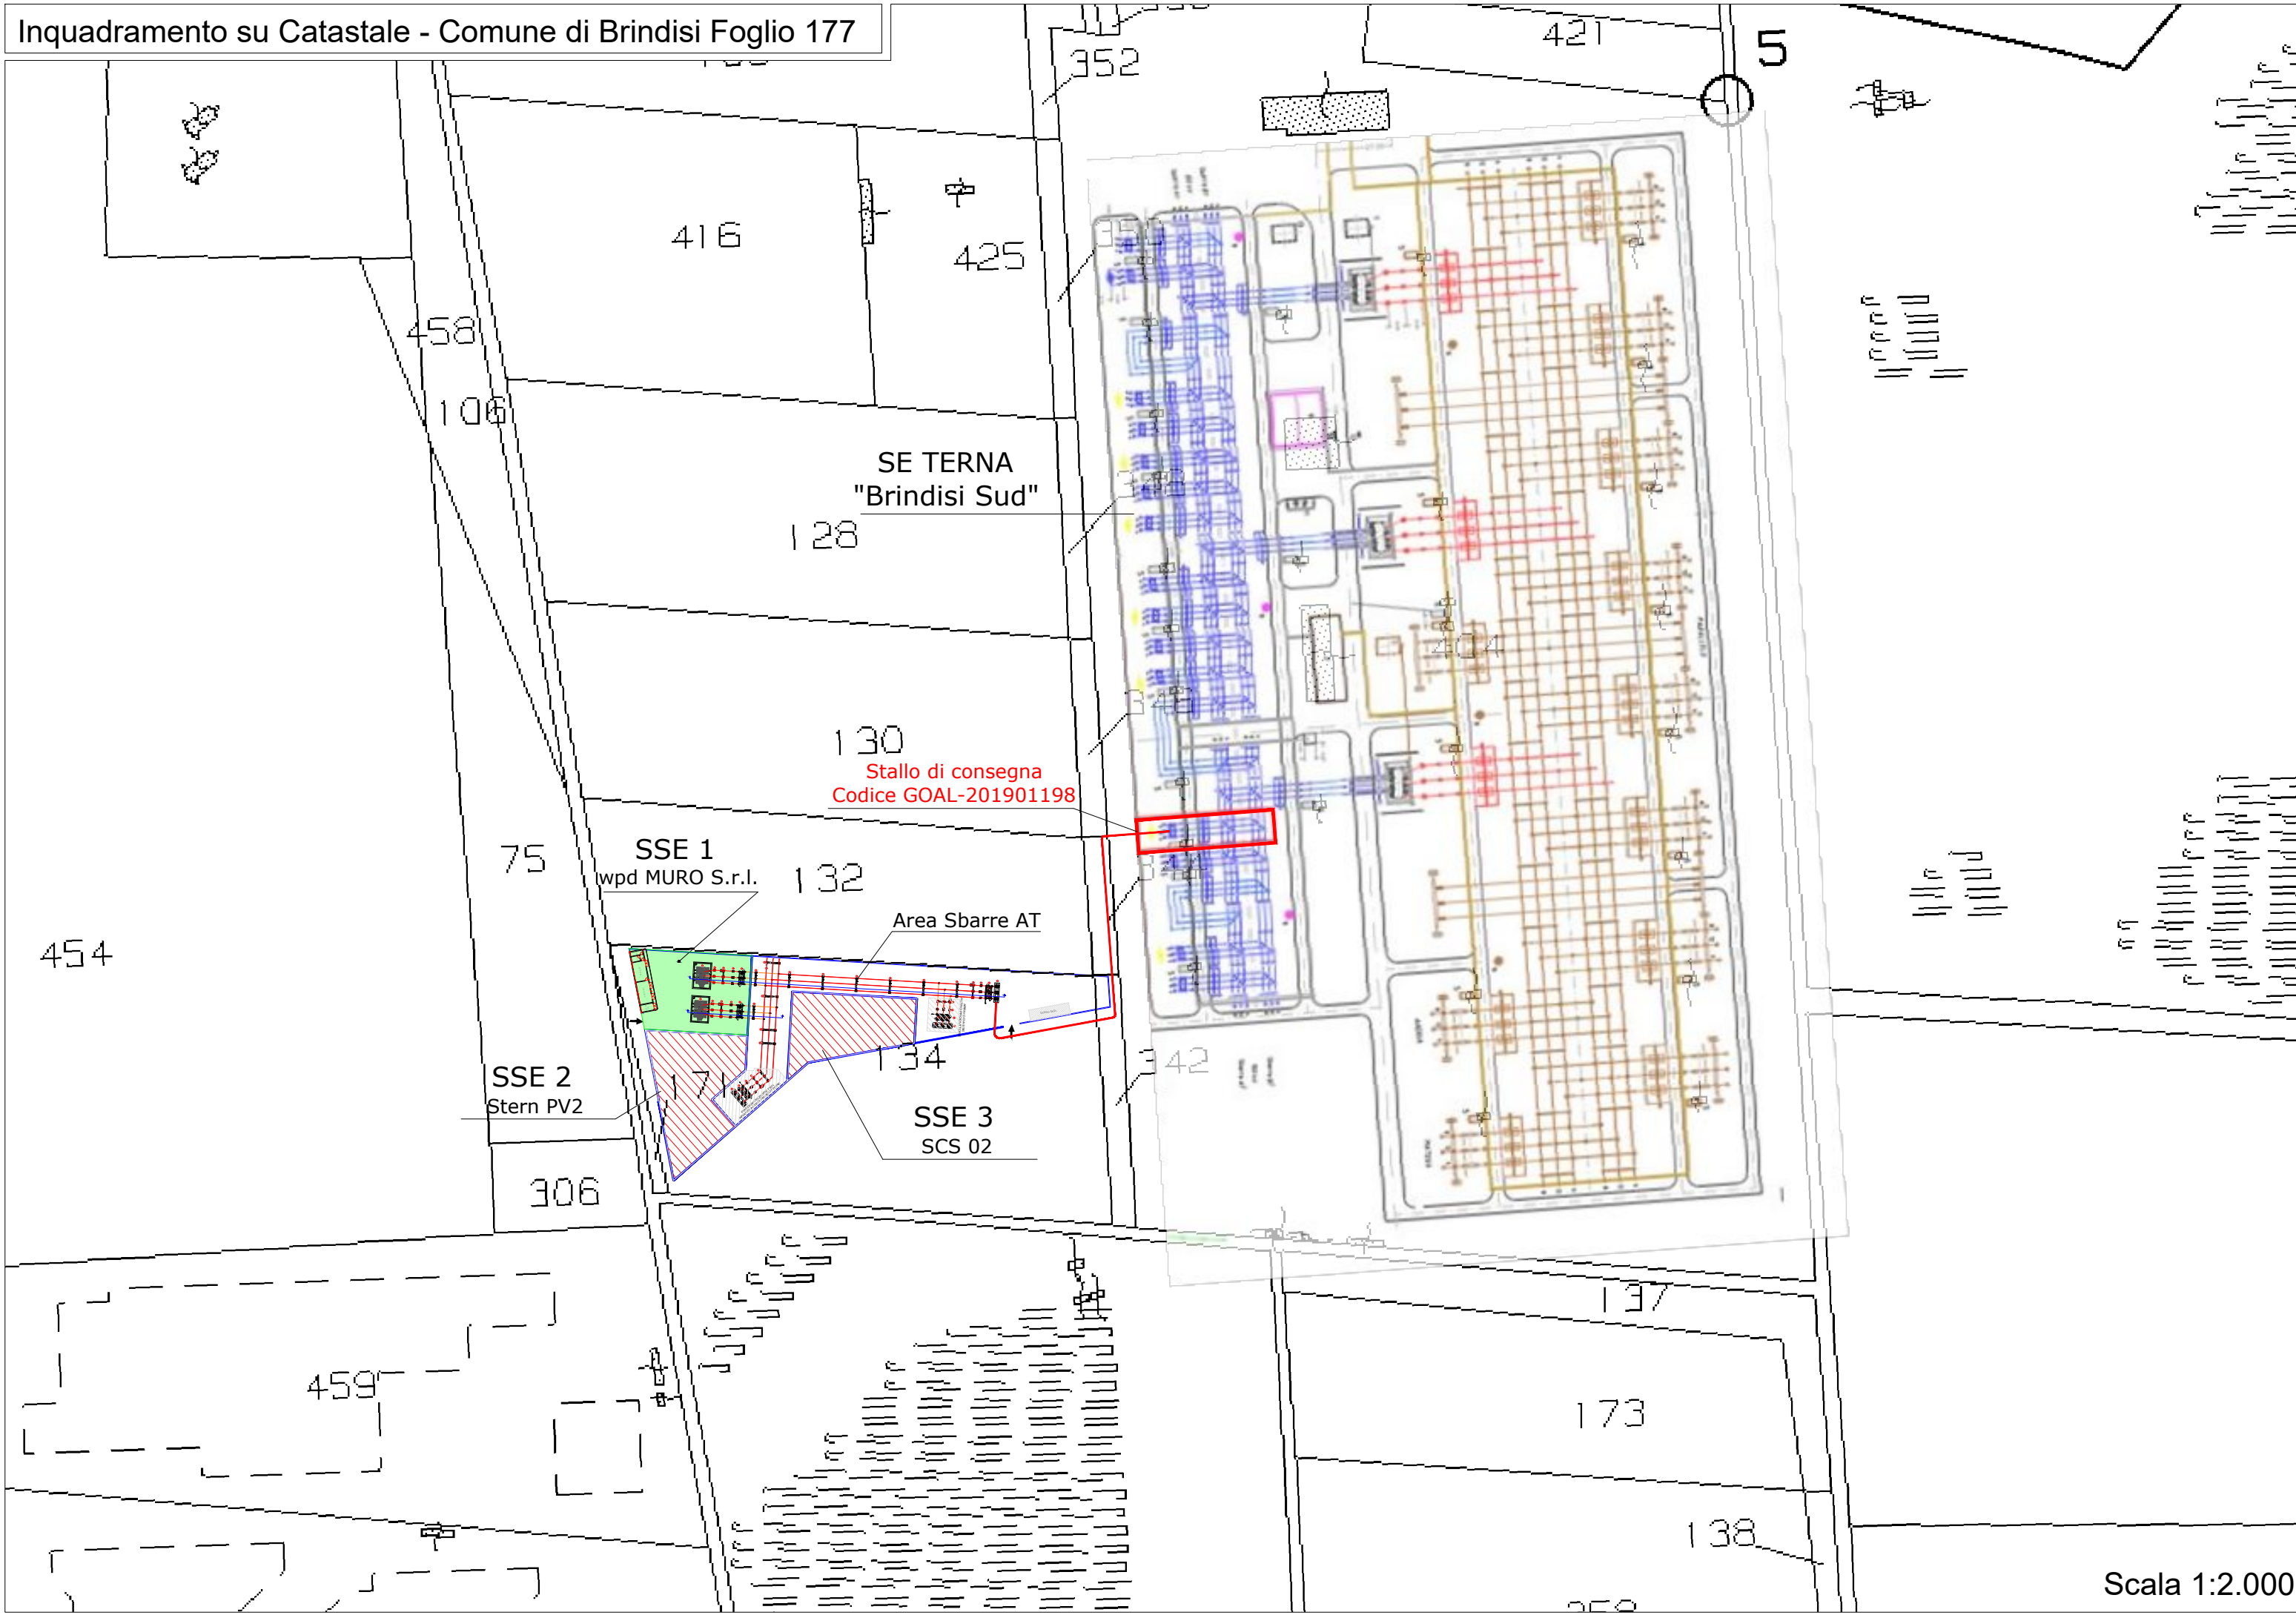 Inquadramento su Catastale - Comune di Brindisi Foglio 177
421
5
352
416
425
458
106
SE TERNA
"Brindisi Sud"
128
404
130
Stallo di consegna
Codice GOAL-201901198
75
SSE 1
wpd MURO S.r.l.
132
Area Sbarre AT
454
134
342
SSE 2
Stern PV2
171
SSE 3
SCS 02
306
137
459
173
138
Scala 1:2.000